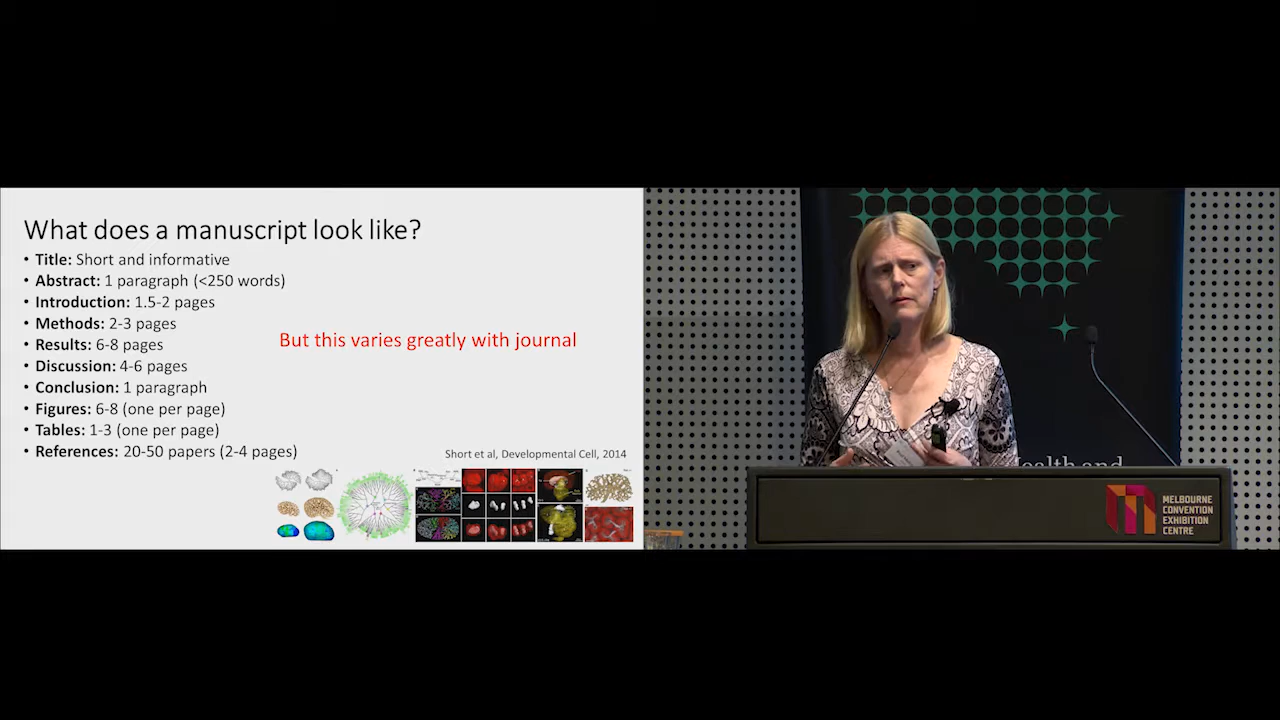 What does a manuscript look like?
• Title: Short and informative
• Abstract: 1 paragraph (<250 words)
• Introduction: 1.5-2 pages
• Methods: 2-3 pages
• Results: 6-8 pages
• Discussion: 4-6 pages
• Conclusion: 1 paragraph
• Figures: 6-8 (one per page)
• Tables: 1-3 (one per page)
• References: 20-50 papers (2-4 pages)
But this varies greatly with journal
Short et al, Developmental Cell, 2014
ealth and
MELBOURNE
CONVENTION
EXHIBITION
CENTRE